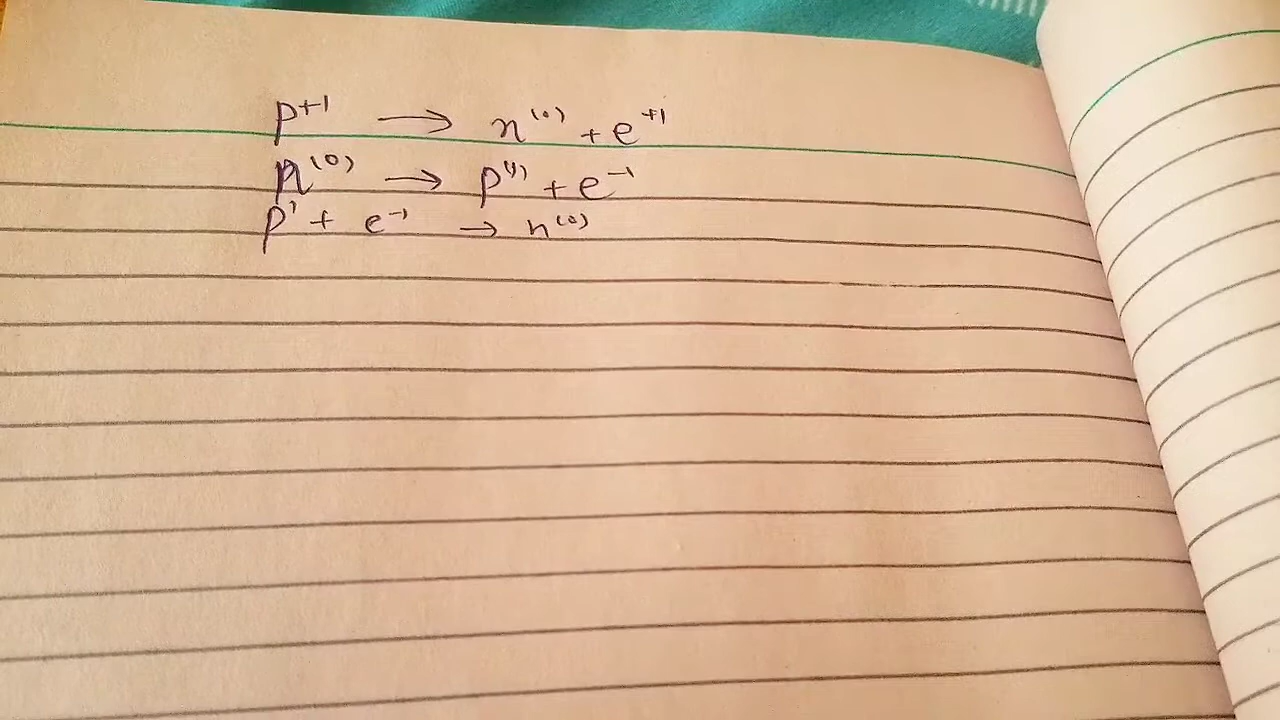 p⁺¹ → n⁽⁰⁾ + e⁺¹
n⁽⁰⁾ → p⁽¹⁾ + e⁻¹
p¹ + e⁻¹ → n⁽⁰⁾